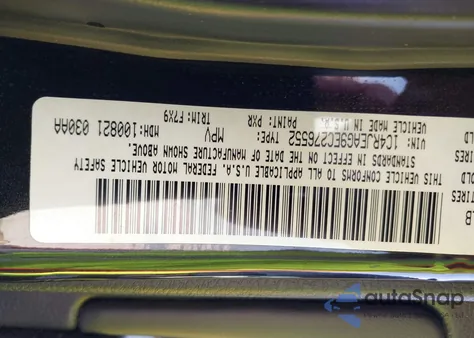 THIS VEHICLE CONFORMS TO ALL APPLICABLE U.S.A. FEDERAL MOTOR VEHICLE SAFETY
STANDARDS IN EFFECT ON THE DATE OF MANUFACTURE SHOWN ABOVE.
VIN: 1C4RJEAG9EC276552 TYPE: MPV
VEHICLE MADE IN U.S.A. PAINT: PXR TRIM: F7X9 MDH: 100821 030AA
autoSnap